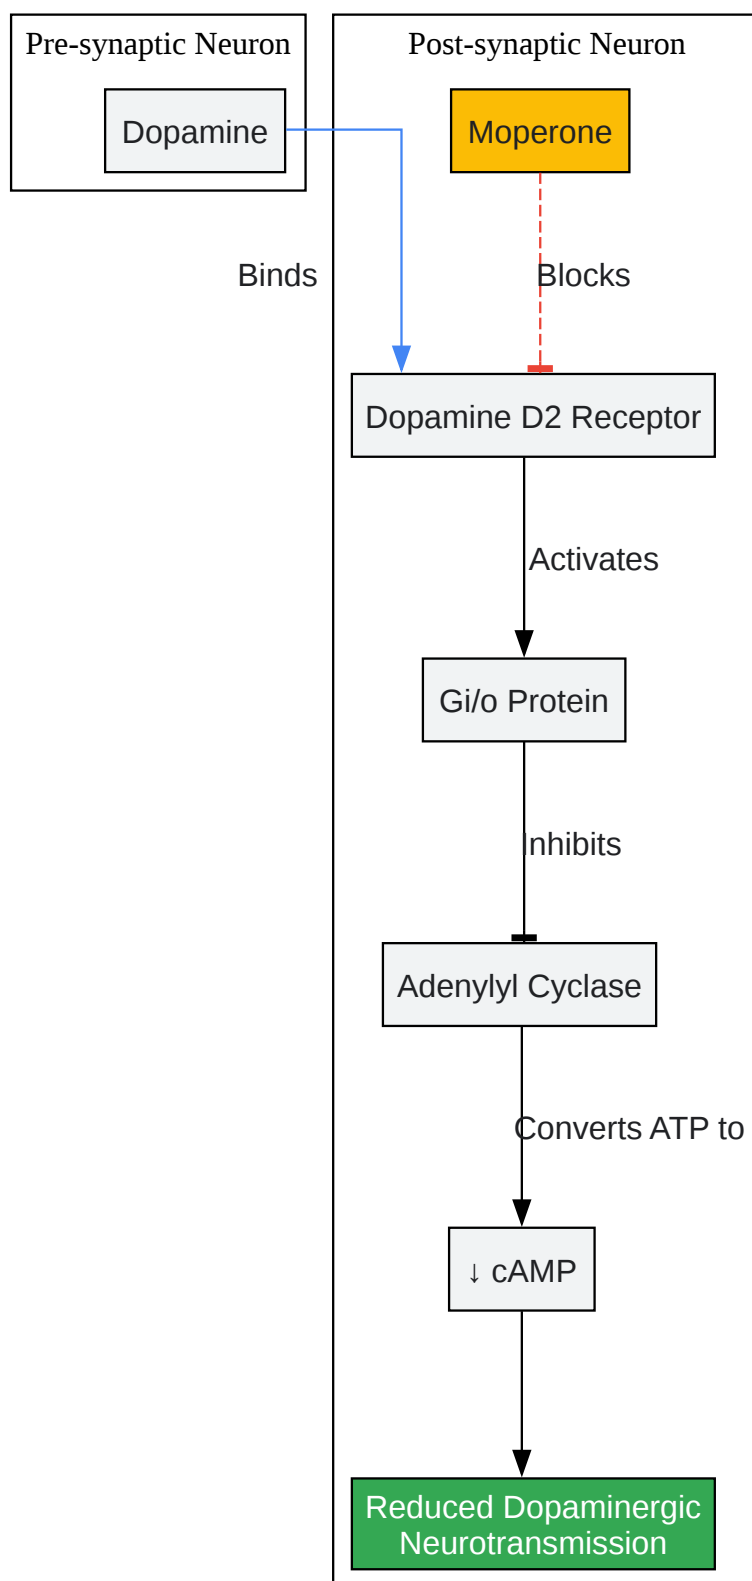 Pre-synaptic Neuron
Post-synaptic Neuron
Dopamine
Moperone
Binds
Blocks
Dopamine D2 Receptor
Activates
Gi/o Protein
Inhibits
Adenylyl Cyclase
Converts ATP to
↓ cAMP
Reduced Dopaminergic
Neurotransmission